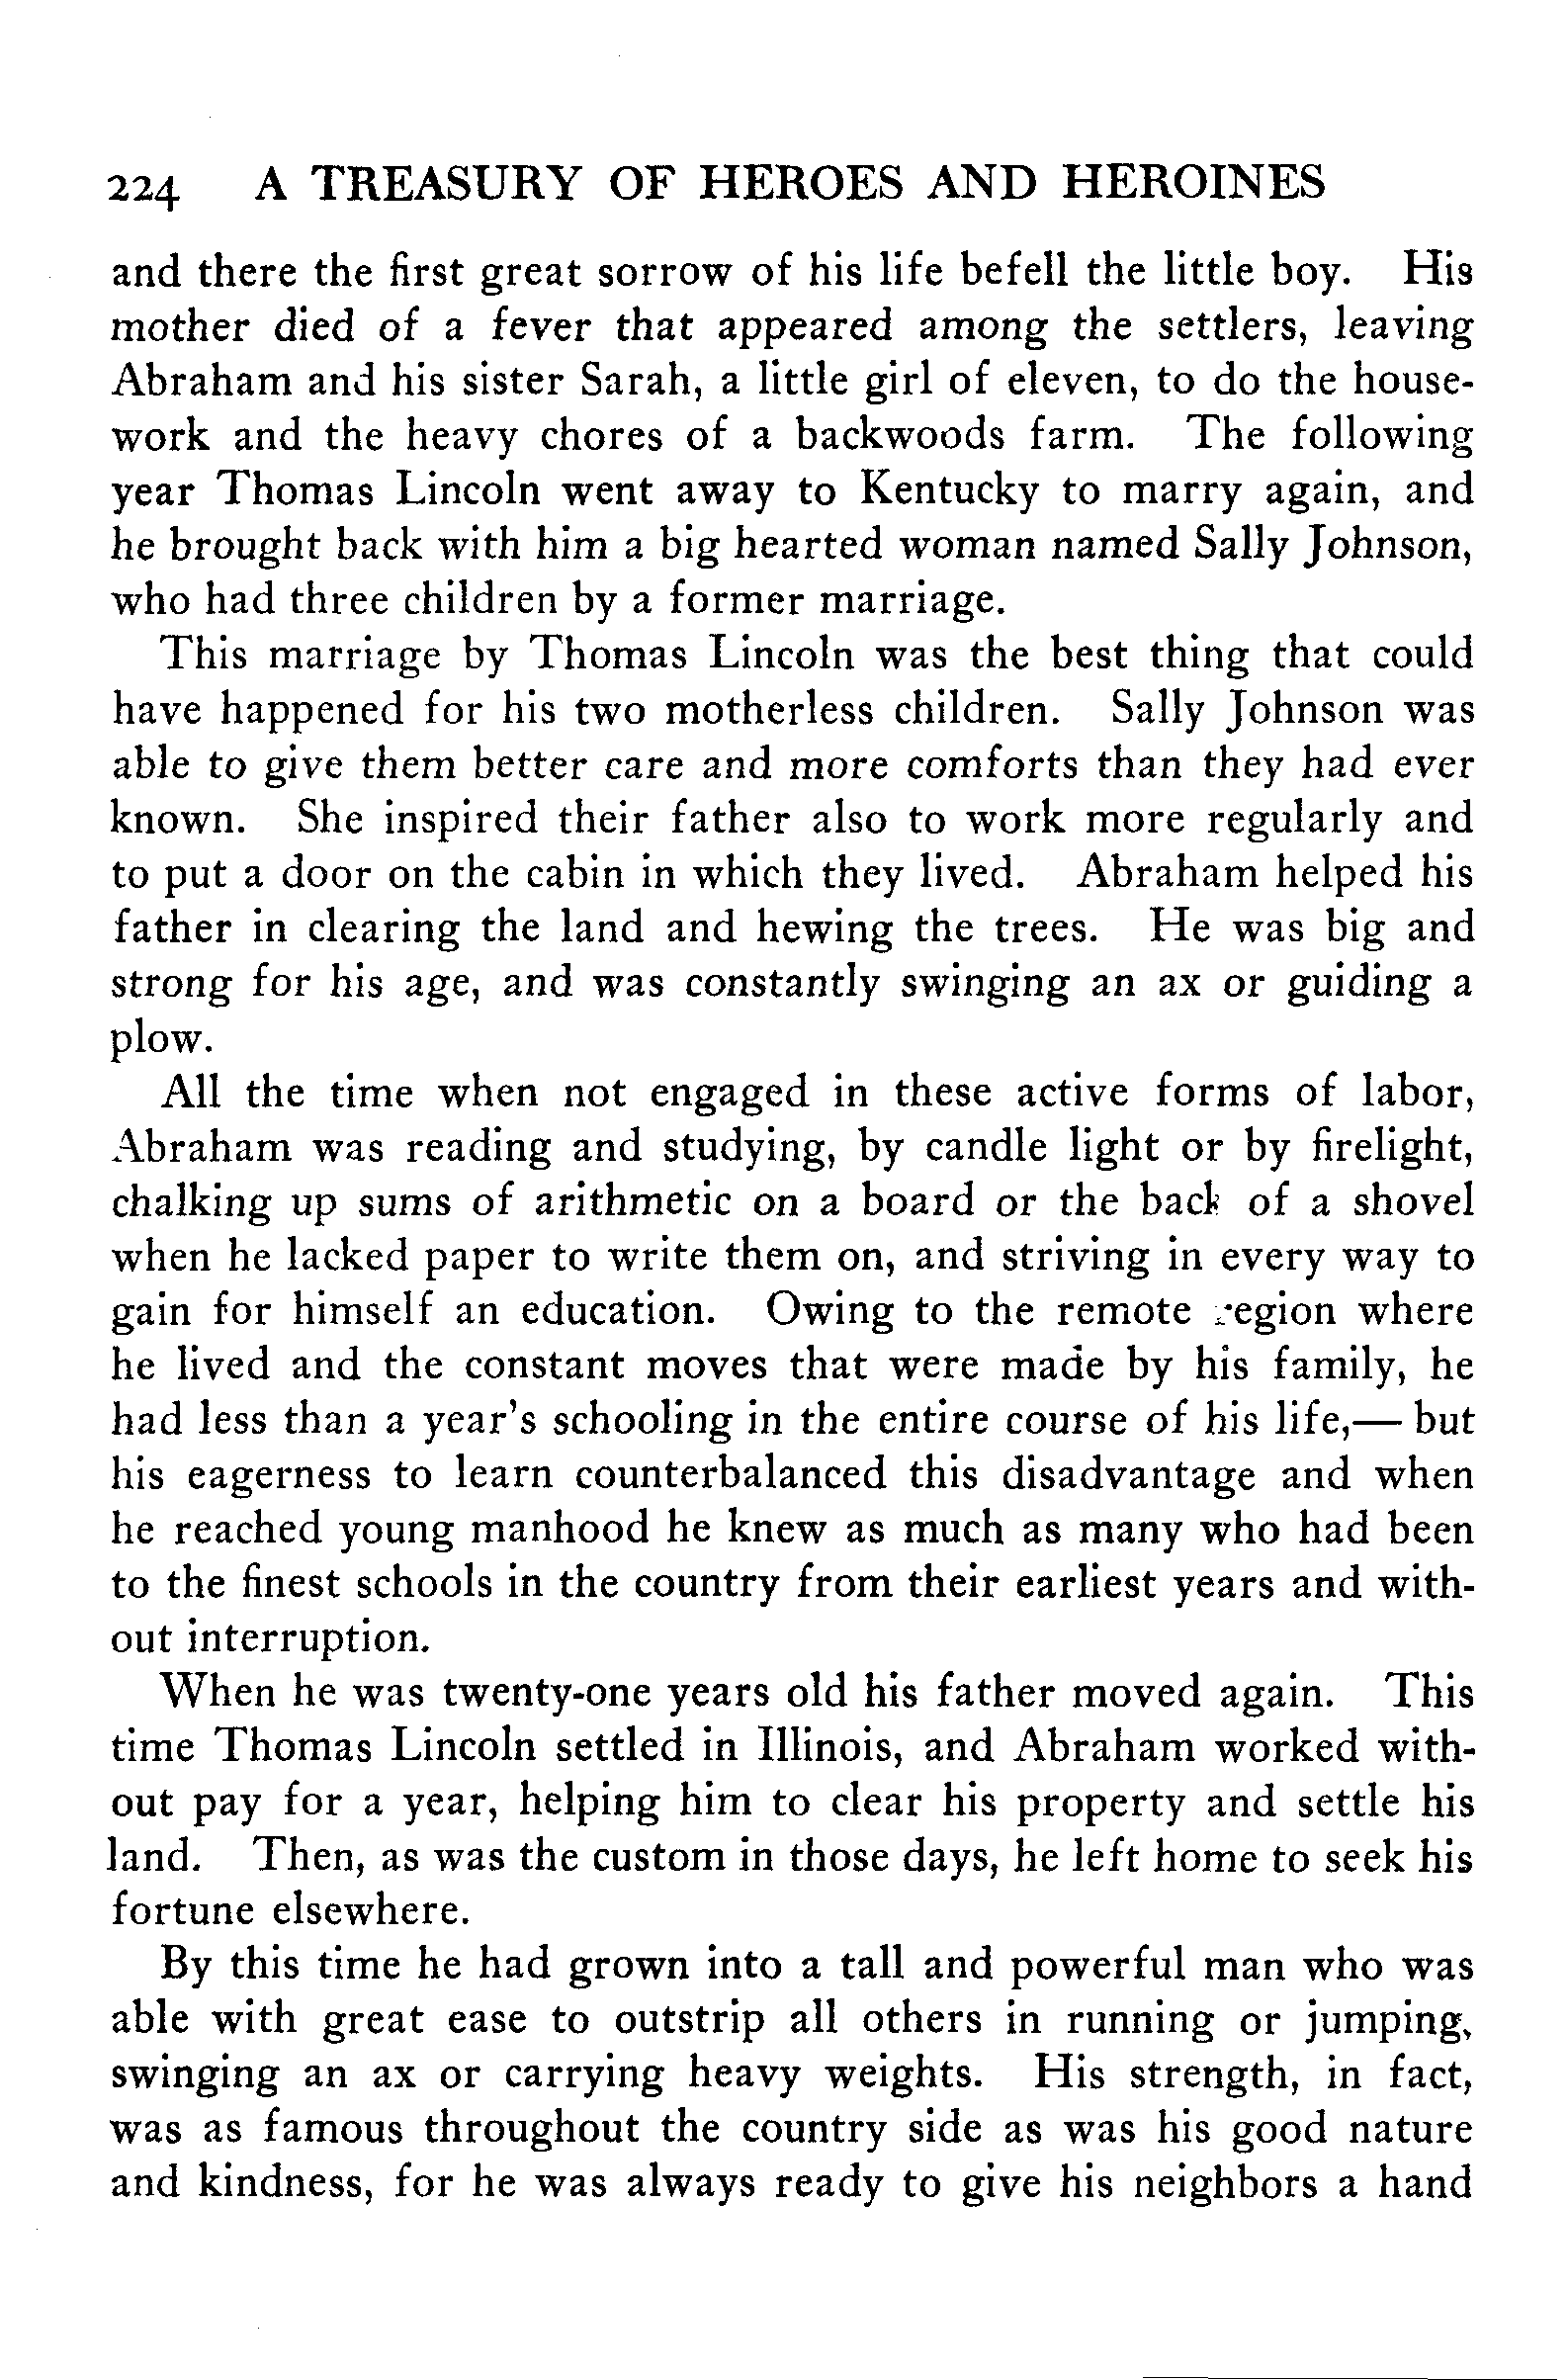 224 A TREASURY OF HEROES AND HEROINES
and there the first great sorrow of his life befell the little boy. His
mother died of a fever that appeared among the settlers, leaving
Abraham and his sister Sarah, a little girl of eleven, to do the house-
work and the heavy chores of a backwoods farm. The following
year Thomas Lincoln went away to Kentucky to marry again, and
he brought back with him a big hearted woman named Sally Johnson,
who had three children by a former marriage.
This marriage by Thomas Lincoln was the best thing that could
have happened for his two motherless children. Sally Johnson was
able to give them better care and more comforts than they had ever
known. She inspired their father also to work more regularly and
to put a door on the cabin in which they lived. Abraham helped his
father in clearing the land and hewing the trees. He was big and
strong for his age, and was constantly swinging an ax or guiding a
plow.
All the time when not engaged in these active forms of labor,
Abraham was reading and studying, by candle light or by firelight,
chalking up sums of arithmetic on a board or the back of a shovel
when he lacked paper to write them on, and striving in every way to
gain for himself an education. Owing to the remote region where
he lived and the constant moves that were made by his family, he
had less than a year's schooling in the entire course of his life,— but
his eagerness to learn counterbalanced this disadvantage and when
he reached young manhood he knew as much as many who had been
to the finest schools in the country from their earliest years and with-
out interruption.
When he was twenty-one years old his father moved again. This
time Thomas Lincoln settled in Illinois, and Abraham worked with-
out pay for a year, helping him to clear his property and settle his
land. Then, as was the custom in those days, he left home to seek his
fortune elsewhere.
By this time he had grown into a tall and powerful man who was
able with great ease to outstrip all others in running or jumping,
swinging an ax or carrying heavy weights. His strength, in fact,
was as famous throughout the country side as was his good nature
and kindness, for he was always ready to give his neighbors a hand